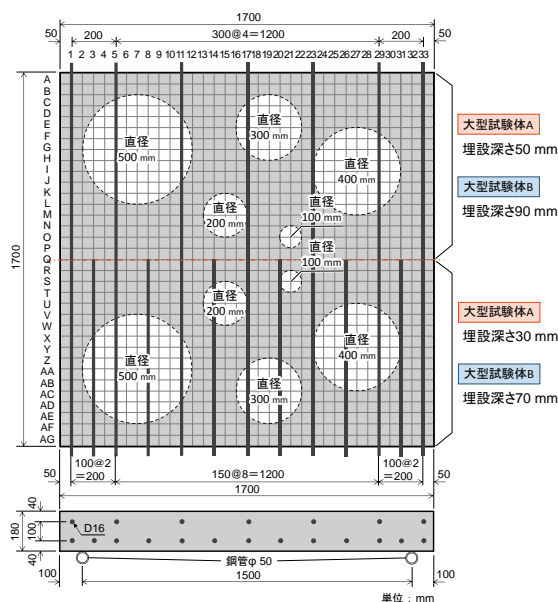 1700
50
200
300@4=1200
200
50
1 2 3 4 5 6 7 8 9 10 11 12 13 14 15 16 17 18 19 20 21 22 23 24 25 26 27 28 29 30 31 32 33
A
B
C
D
E
F
G
H
I
J
K
L
M
N
O
P
Q
R
S
T
U
V
W
X
Y
Z
AA
AB
AC
AD
AE
AF
AG
1700
直径
500 mm
直径
300 mm
直径
400 mm
直径
200 mm
直径
100 mm
直径
100 mm
直径
200 mm
直径
500 mm
直径
300 mm
直径
400 mm
大型試験体A
埋設深さ50 mm
大型試験体B
埋設深さ90 mm
大型試験体A
埋設深さ30 mm
大型試験体B
埋設深さ70 mm
50
100@2
=200
150@8=1200
100@2
=200
50
1700
40
180
100
40
D16
鋼管φ 50
100
1500
100
単位：mm